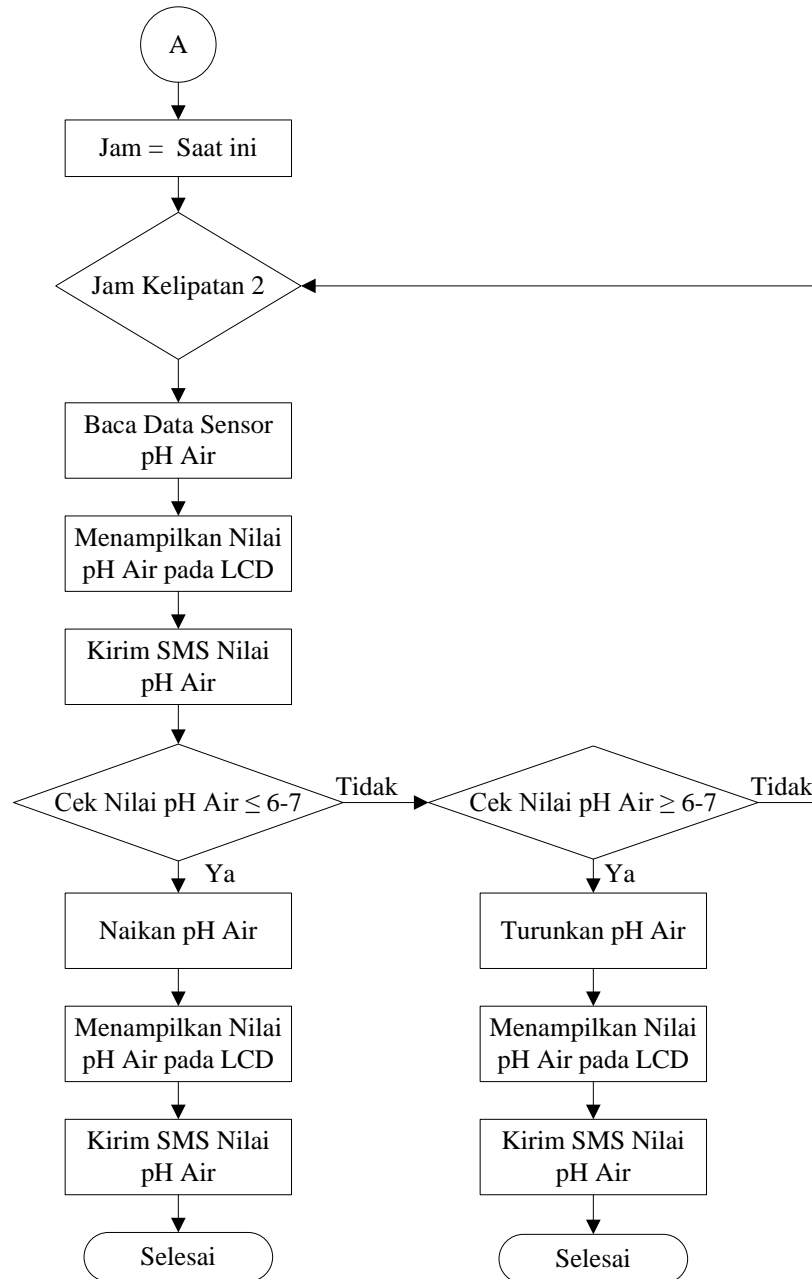 A
Jam = Saat ini
Jam Kelipatan 2
Baca Data Sensor
pH Air
Menampilkan Nilai
pH Air pada LCD
Kirim SMS Nilai
pH Air
Cek Nilai pH Air ≤ 6-7
Tidak
Cek Nilai pH Air ≥ 6-7
Tidak
Ya
Naikan pH Air
Menampilkan Nilai
pH Air pada LCD
Kirim SMS Nilai
pH Air
Selesai
Ya
Turunkan pH Air
Menampilkan Nilai
pH Air pada LCD
Kirim SMS Nilai
pH Air
Selesai